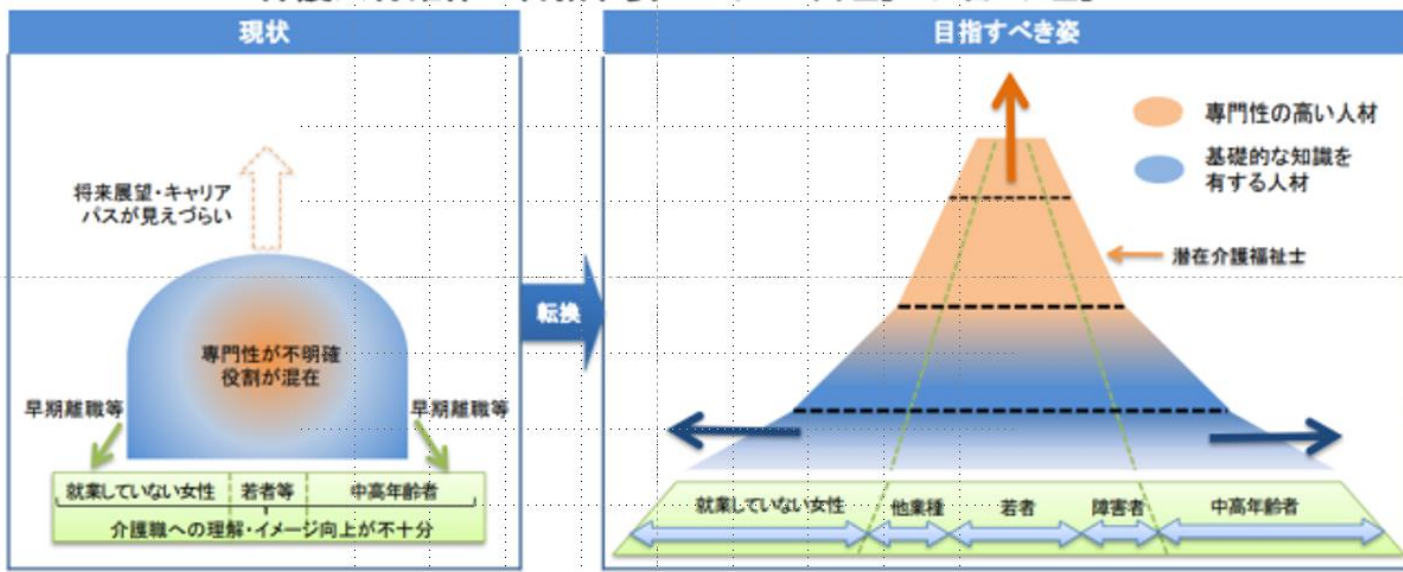 現状
将来展望・キャリア
パスが見えづらい
専門性が不明確
役割が混在
早期離職等
早期離職等
就業していない女性
若者等
中高年齢者
介護職への理解・イメージ向上が不十分
転換
目指すべき姿
専門性の高い人材
基礎的な知識を
有する人材
潜在介護福祉士
就業していない女性
他業種
若者
障害者
中高年齢者